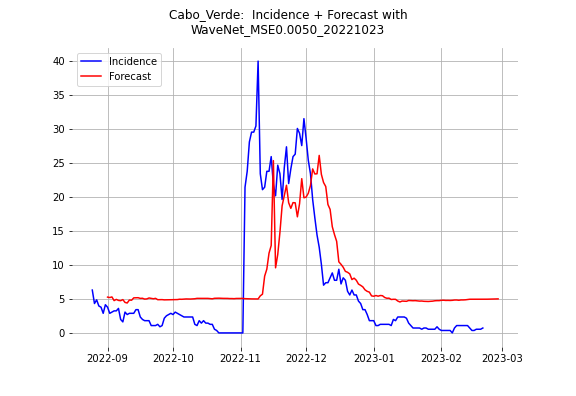 Cabo_Verde:  Incidence + Forecast with
WaveNet_MSE0.0050_20221023
Incidence
Forecast
40
35
30
25
20
15
10
5
0
2022-09 2022-10 2022-11 2022-12 2023-01 2023-02 2023-03